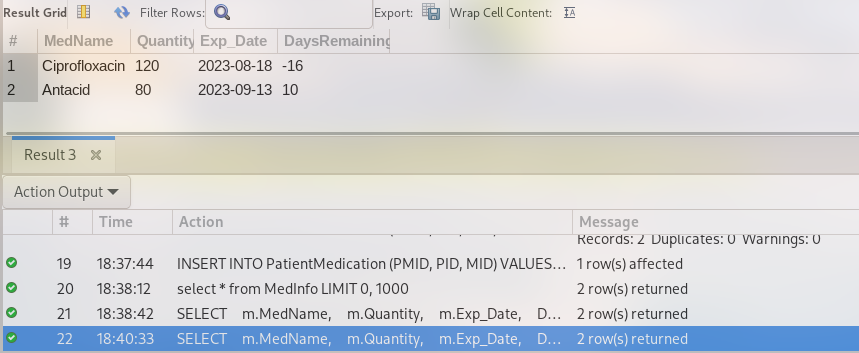 Result Grid Filter Rows: Export: Wrap Cell Content:
# MedName Quantity Exp_Date DaysRemaining
1 Ciprofloxacin 120 2023-08-18 -16
2 Antacid 80 2023-09-13 10
Result 3
Action Output
# Time Action Message
Records: 2 Duplicates: 0 Warnings: 0
19 18:37:44 INSERT INTO PatientMedication (PMID, PID, MID) VALUES... 1 row(s) affected
20 18:38:12 select * from MedInfo LIMIT 0, 1000 2 row(s) returned
21 18:38:42 SELECT m.MedName, m.Quantity, m.Exp_Date, D... 2 row(s) returned
22 18:40:33 SELECT m.MedName, m.Quantity, m.Exp_Date, D... 2 row(s) returned